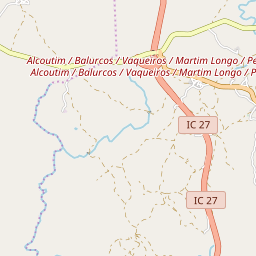 Alcoutim / Balurcos / Vaqueiros / Martim Longo / Pe
Alcoutim / Balurcos / Vaqueiros / Martim Longo / P
IC 27
IC 27